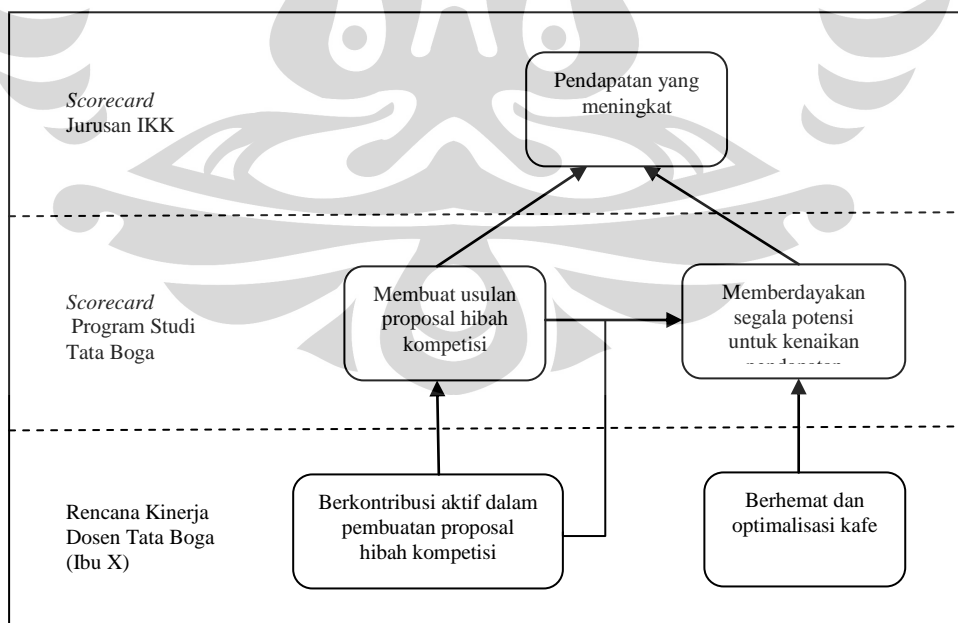 Scorecard
Jurusan IKK
Pendapatan yang
meningkat
Scorecard
Program Studi
Tata Boga
Membuat usulan
proposal hibah
kompetisi
Memberdayakan
segala potensi
untuk kenaikan
Rencana Kinerja
Dosen Tata Boga
(Ibu X)
Berkontribusi aktif dalam
pembuatan proposal
hibah kompetisi
Berhemat dan
optimalisasi kafe